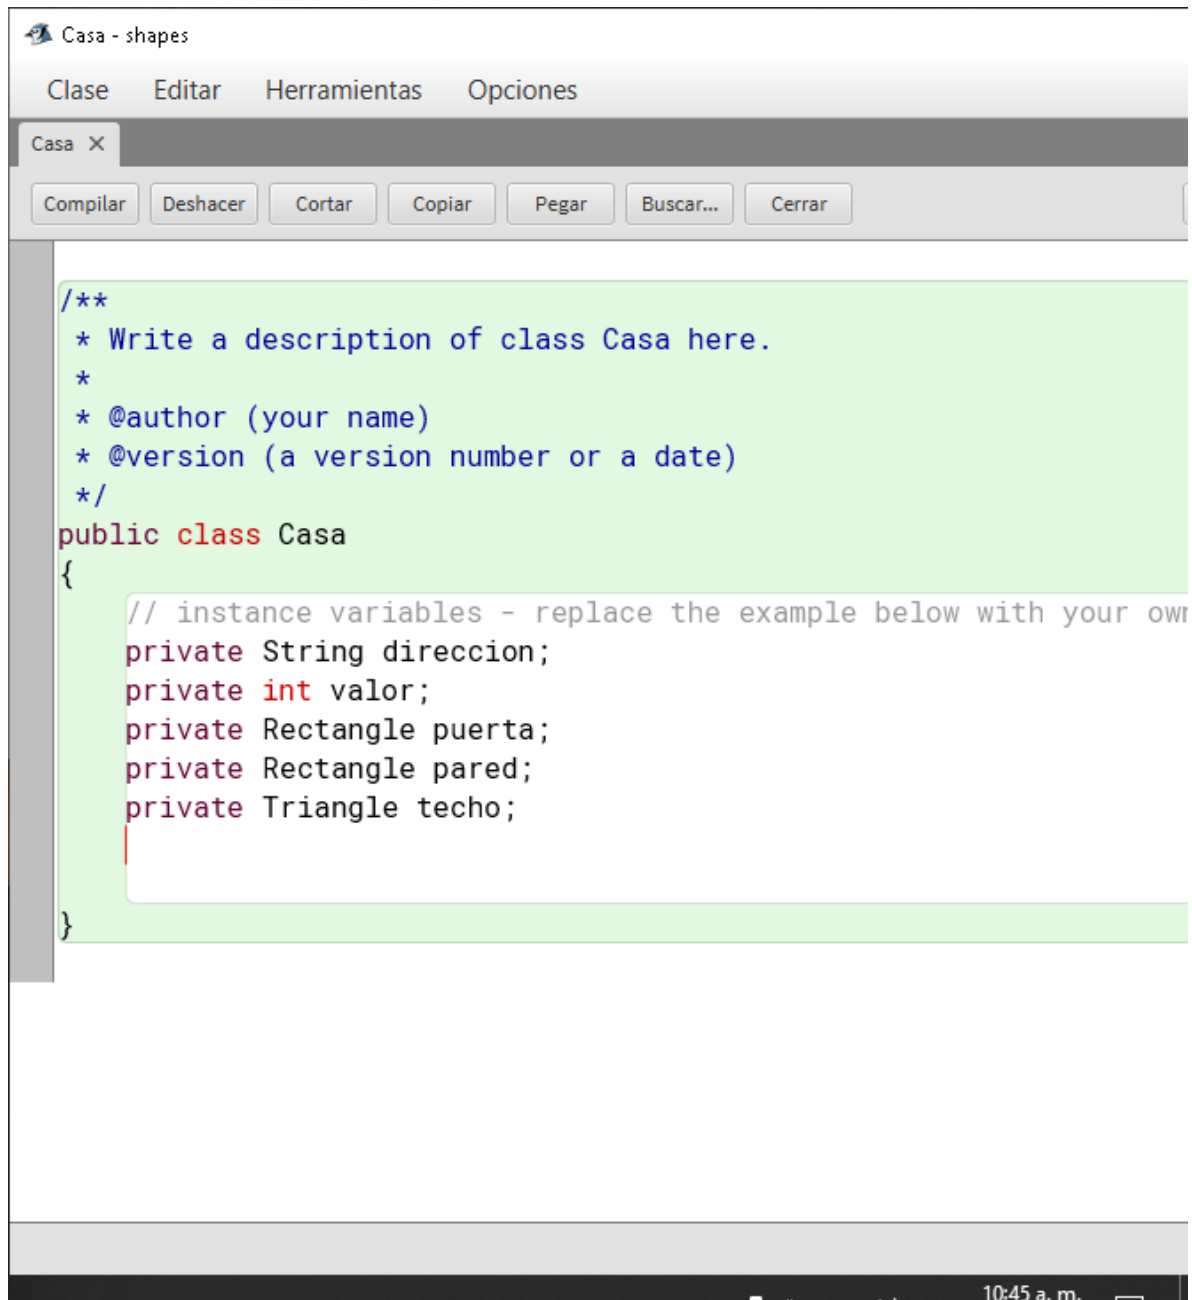 Casa - shapes
Clase Editar Herramientas Opciones
Casa ×
Compilar Deshacer Cortar Copiar Pegar Buscar... Cerrar
/**
 * Write a description of class Casa here.
 *
 * @author (your name)
 * @version (a version number or a date)
 */
public class Casa
{
    // instance variables - replace the example below with your own
    private String direccion;
    private int valor;
    private Rectangle puerta;
    private Rectangle pared;
    private Triangle techo;
}
10:45 a. m.